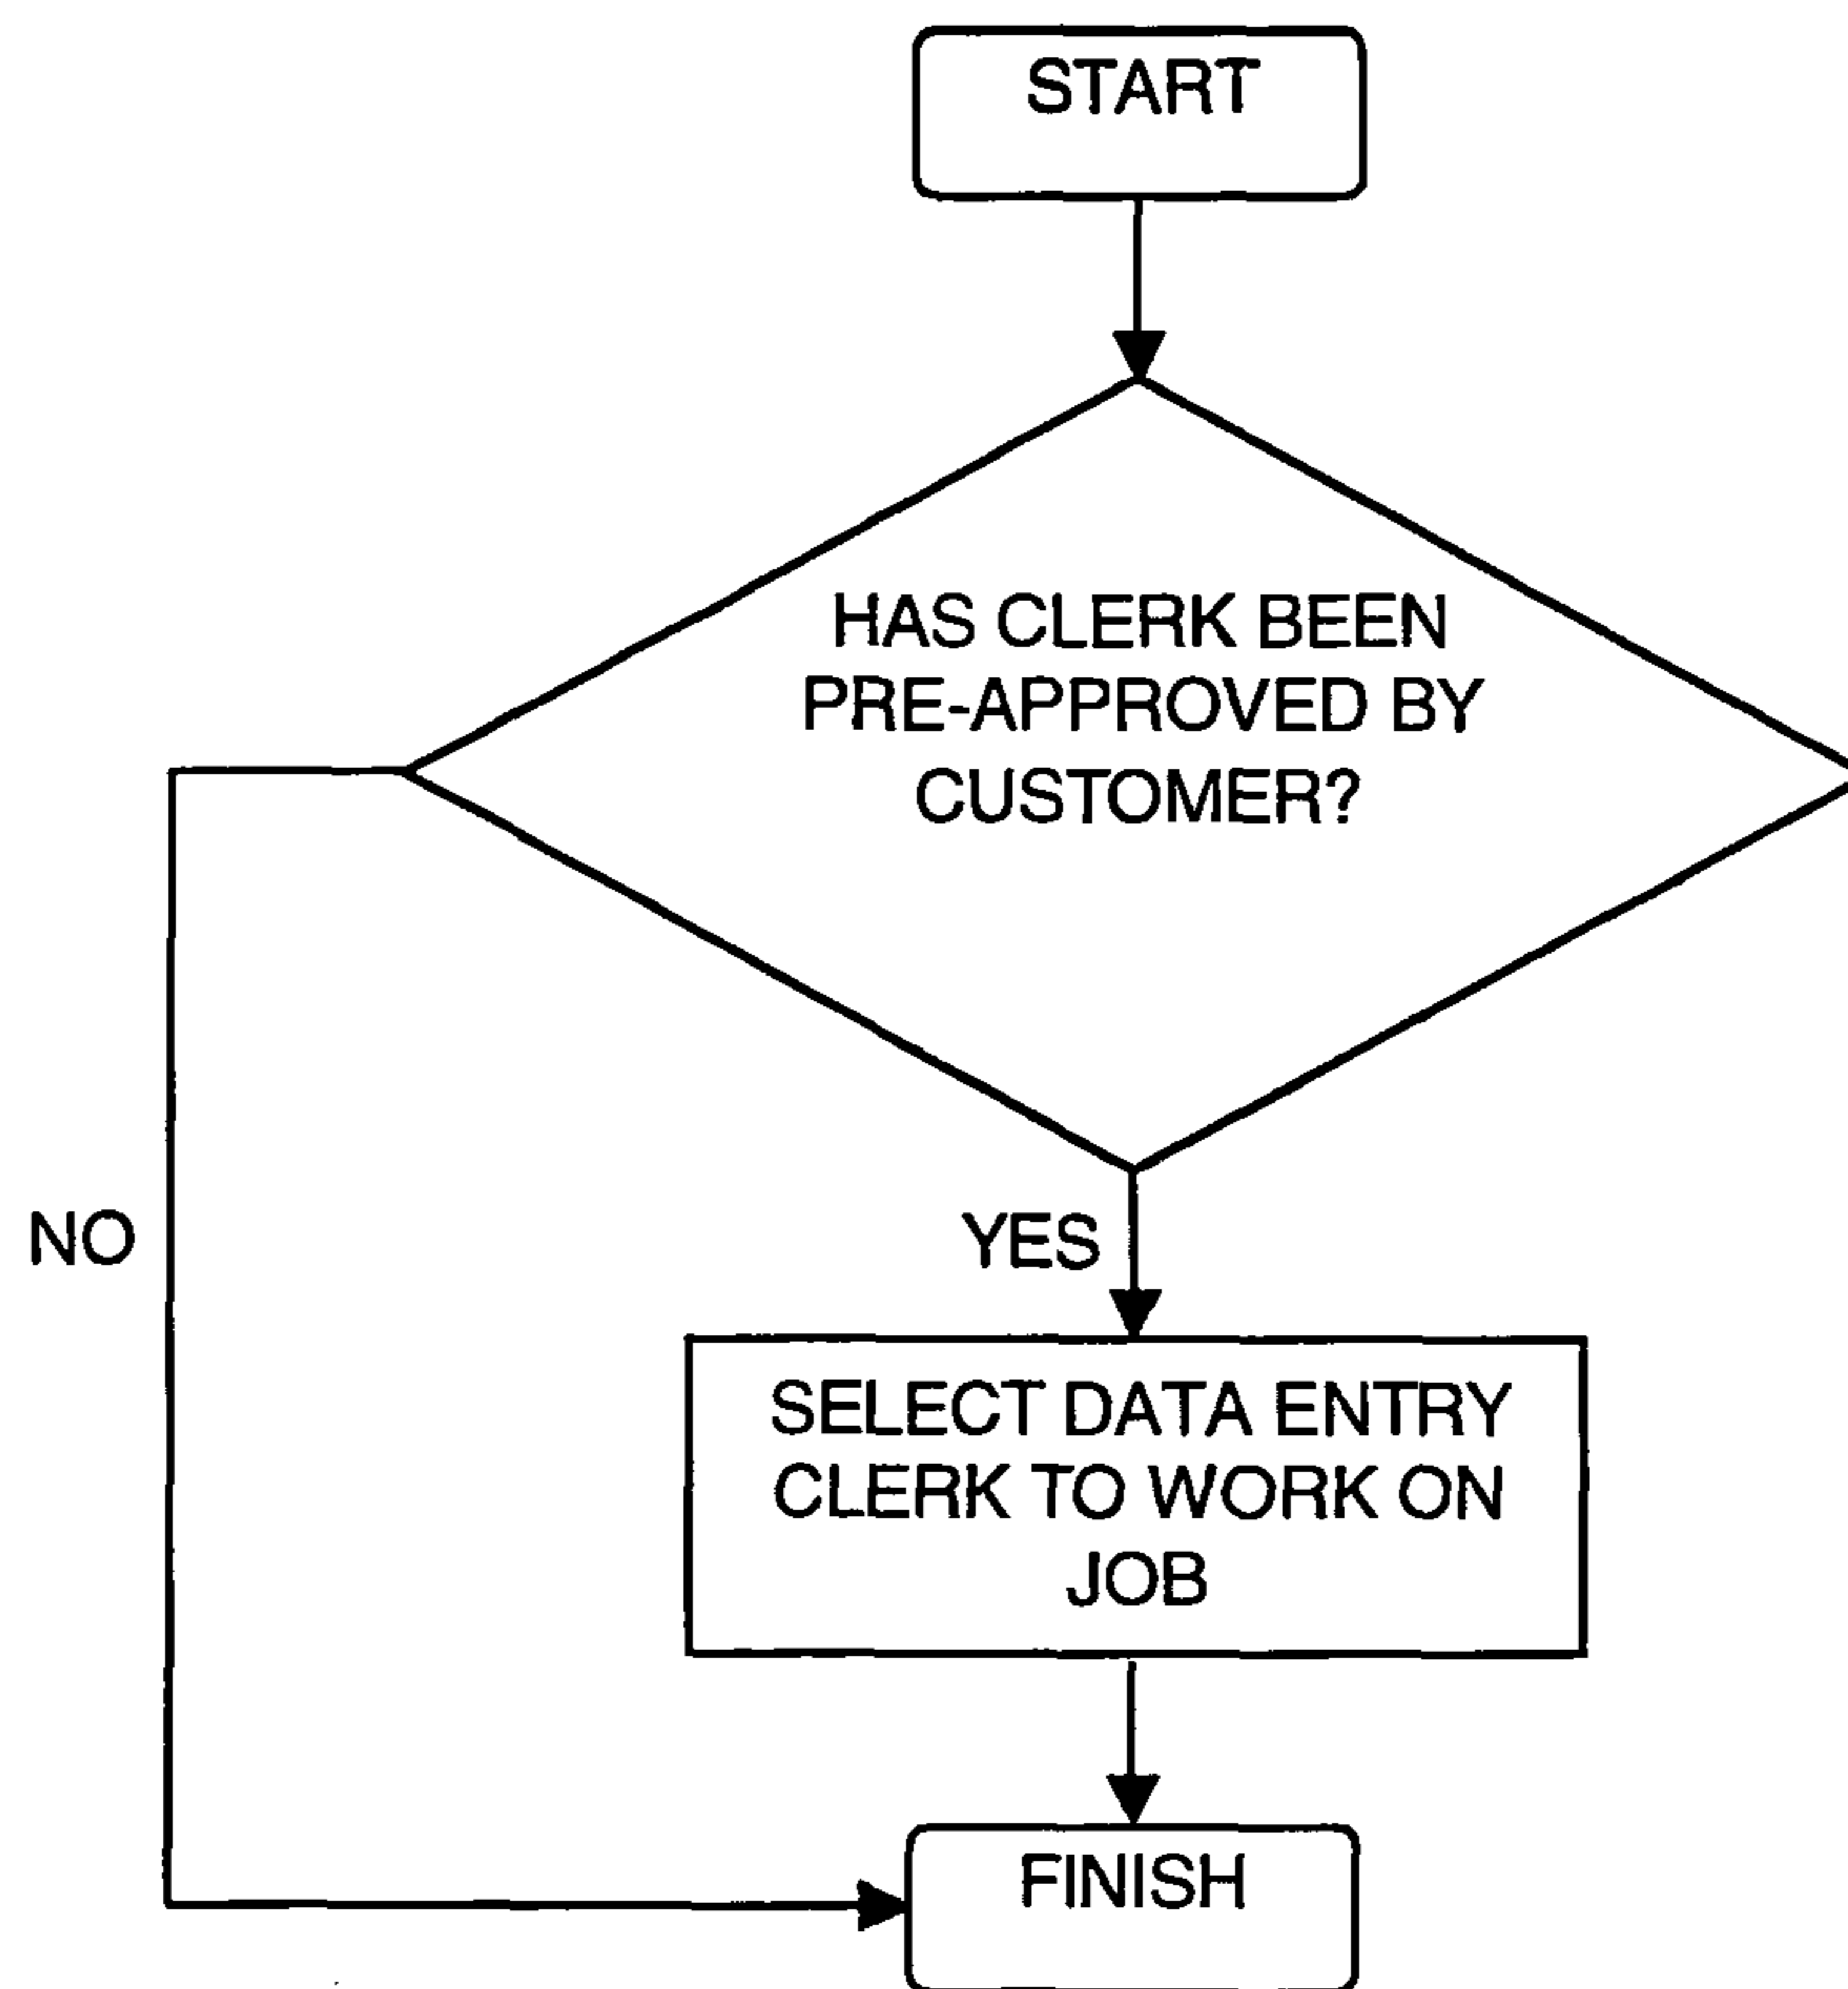 START
HAS CLERK BEEN
PRE-APPROVED BY
CUSTOMER?
NO
YES
SELECT DATA ENTRY
CLERK TO WORK ON
JOB
FINISH